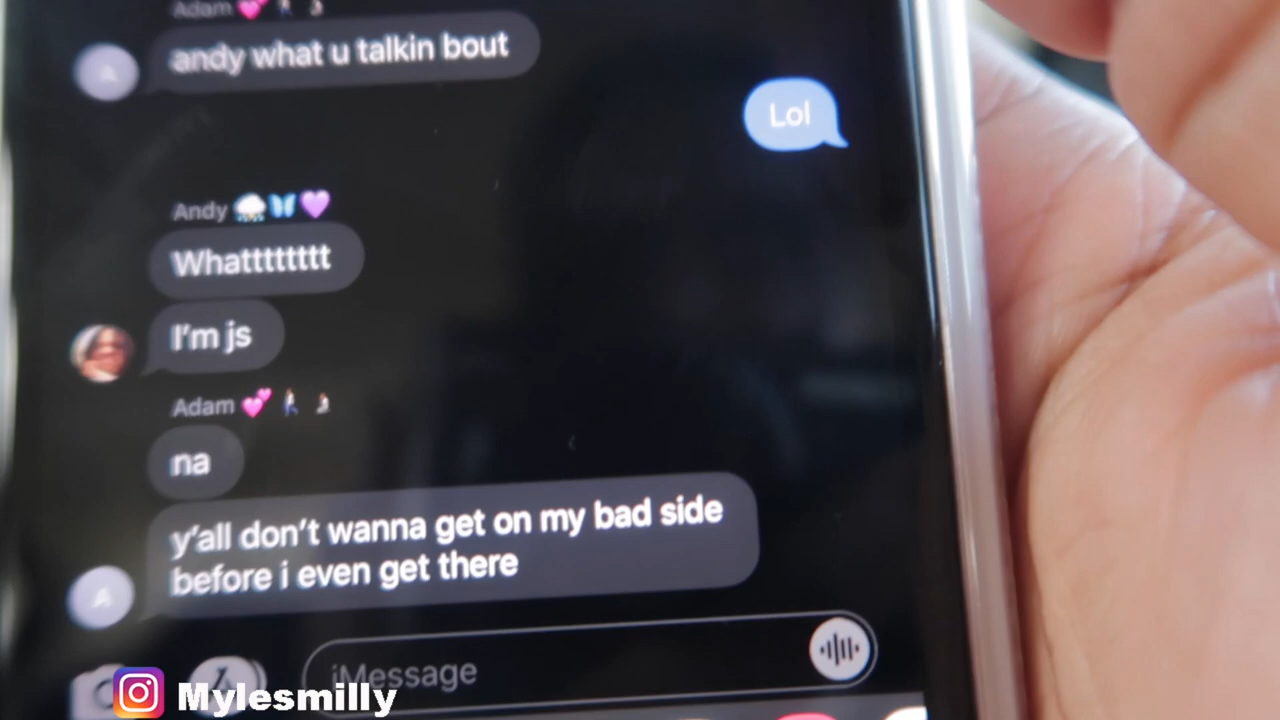 Adam 💕
andy what u talkin bout
Lol
Andy 🌧️🦋💜
Whatttttttt
I'm js
Adam 💕
na
y'all don't wanna get on my bad side
before i even get there
iMessage
Mylesmilly